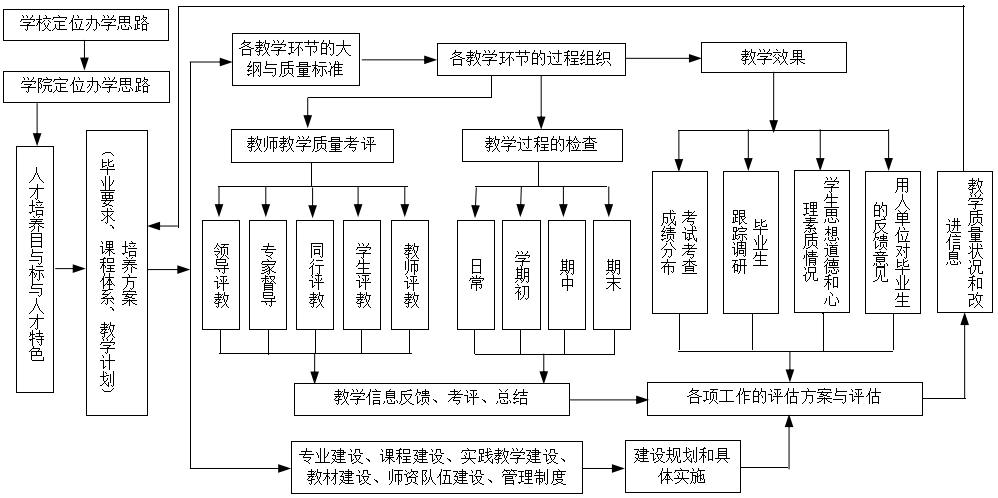 学校定位办学思路
学院定位办学思路
人才培养目与标与人才特色
培养方案
（毕业要求、课程体系、教学计划）
各教学环节的大
纲与质量标准
各教学环节的过程组织
教学效果
教师教学质量考评
教学过程的检查
领导评教
专家督导
同行评教
学生评教
教师评教
日常
学期初
期中
期末
考试考查
成绩分布
毕业生
跟踪调研
学生思想道德和心
理素质情况
用人单位对毕业生
的反馈意见
教学质量状况和改
进信息
教学信息反馈、考评、总结
各项工作的评估方案与评估
专业建设、课程建设、实践教学建设、
教材建设、师资队伍建设、管理制度
建设规划和具
体实施